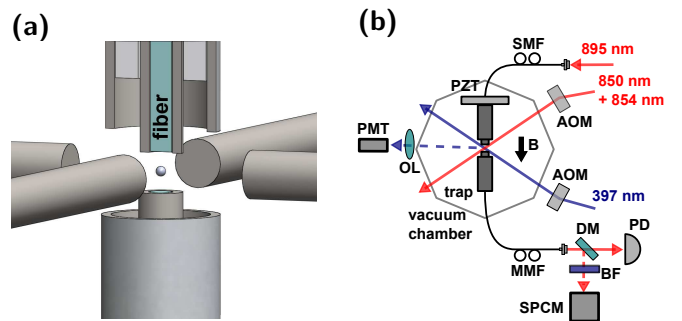 (a)
fiber
(b)
SMF
895 nm
PZT
850 nm
+ 854 nm
AOM
PMT
OL
B
trap
AOM
397 nm
vacuum
chamber
MMF
DM
PD
BF
SPCM